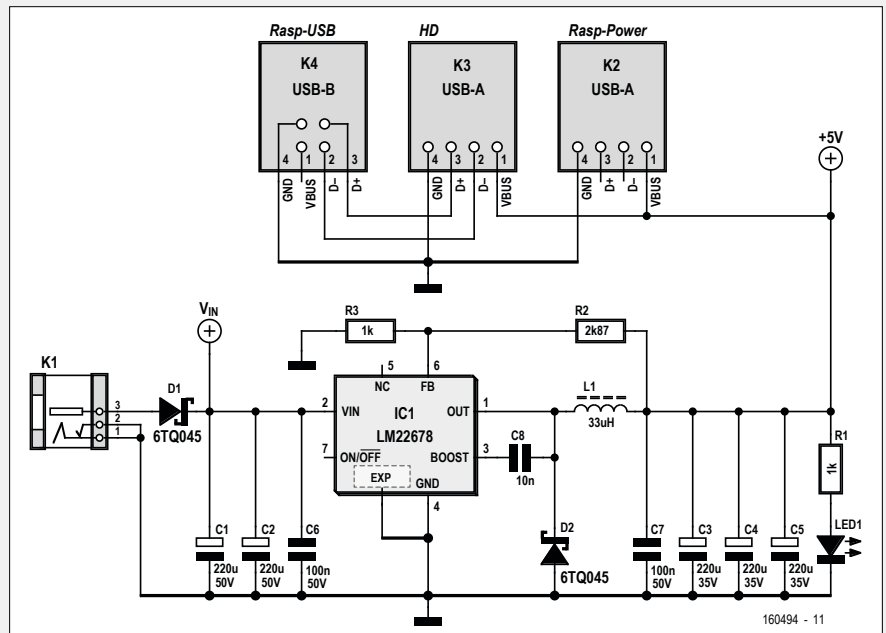 Rasp-USB HD Rasp-Power
K4 K3 K2
USB-B USB-A USB-A
+5V
4 1 2 3 4 3 2 1 4 3 2 1
GND VBUS D– D+ GND D+ D– VBUS GND D+ D– VBUS
VIN
R3 R2
1k 2k87
K1
D1 5 6 L1
NC FB
3 2 VIN IC1 OUT 1
2 LM22678 33uH
1 6TQ045 C8 R1
7 ON/OFF BOOST 3 1k
EXP GND 10n
4 LED1
C1 C2 C6 D2 C7 C3 C4 C5
220u 220u 100n 6TQ045 100n 220u 220u 220u
50V 50V 50V 50V 35V 35V 35V
160494 - 11